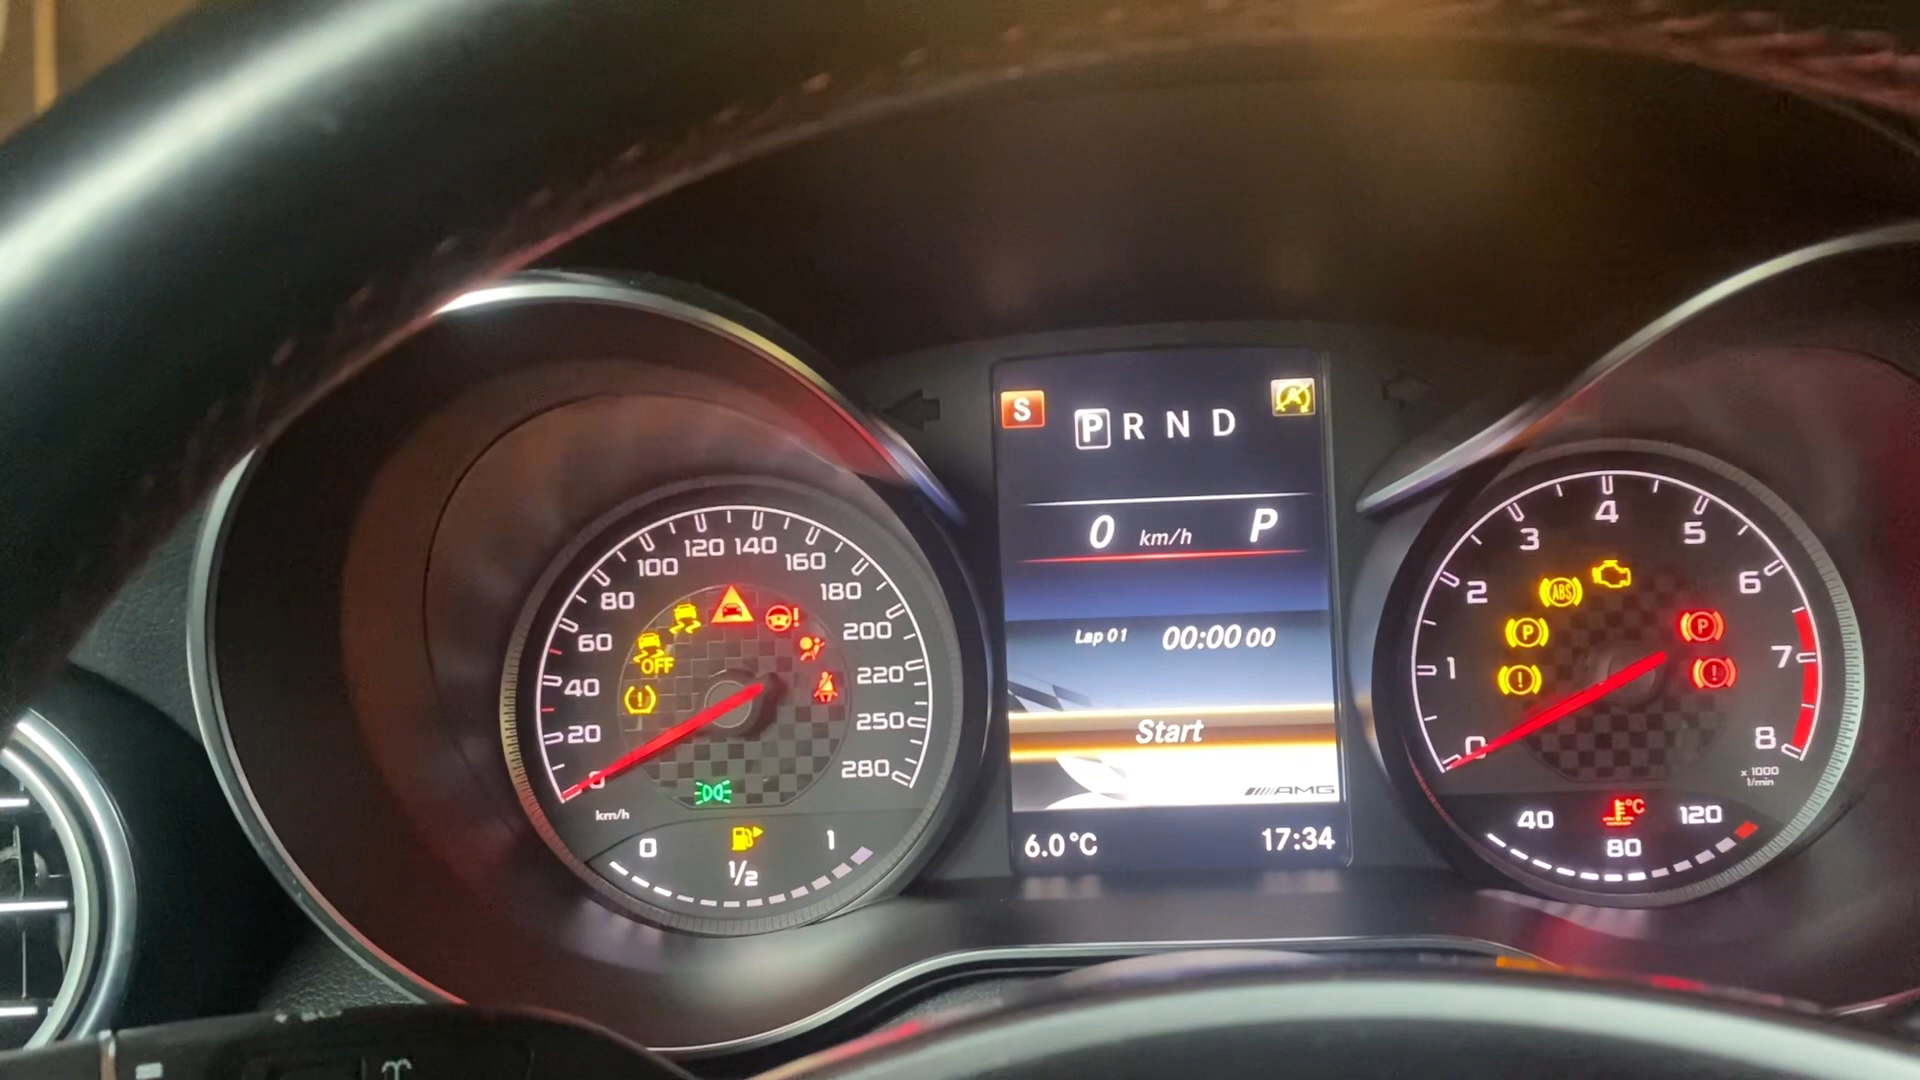 S
P R N D
0 km/h P
Lap 01 00:00 00
Start
AMG
6.0°C 17:34
0
20
40
60
80
100
120
140
160
180
200
220
250
280
km/h
OFF
!
!
0 1/2 1
0
1
2
3
4
5
6
7
8
x 1000
1/min
ABS
P
!
P
!
°C
40 80 120